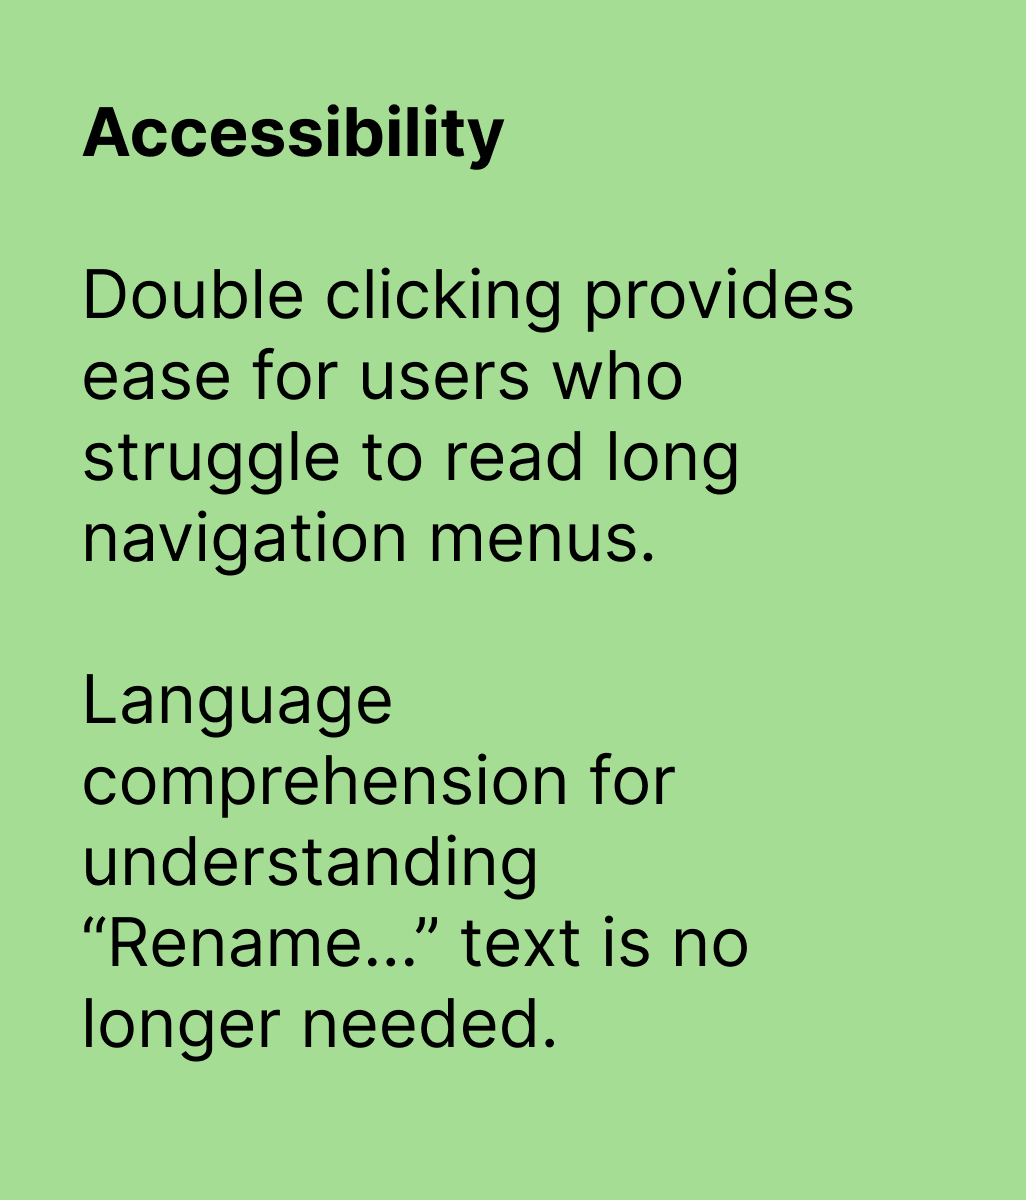 Accessibility
Double clicking provides
ease for users who
struggle to read long
navigation menus.
Language
comprehension for
understanding
“Rename...” text is no
longer needed.